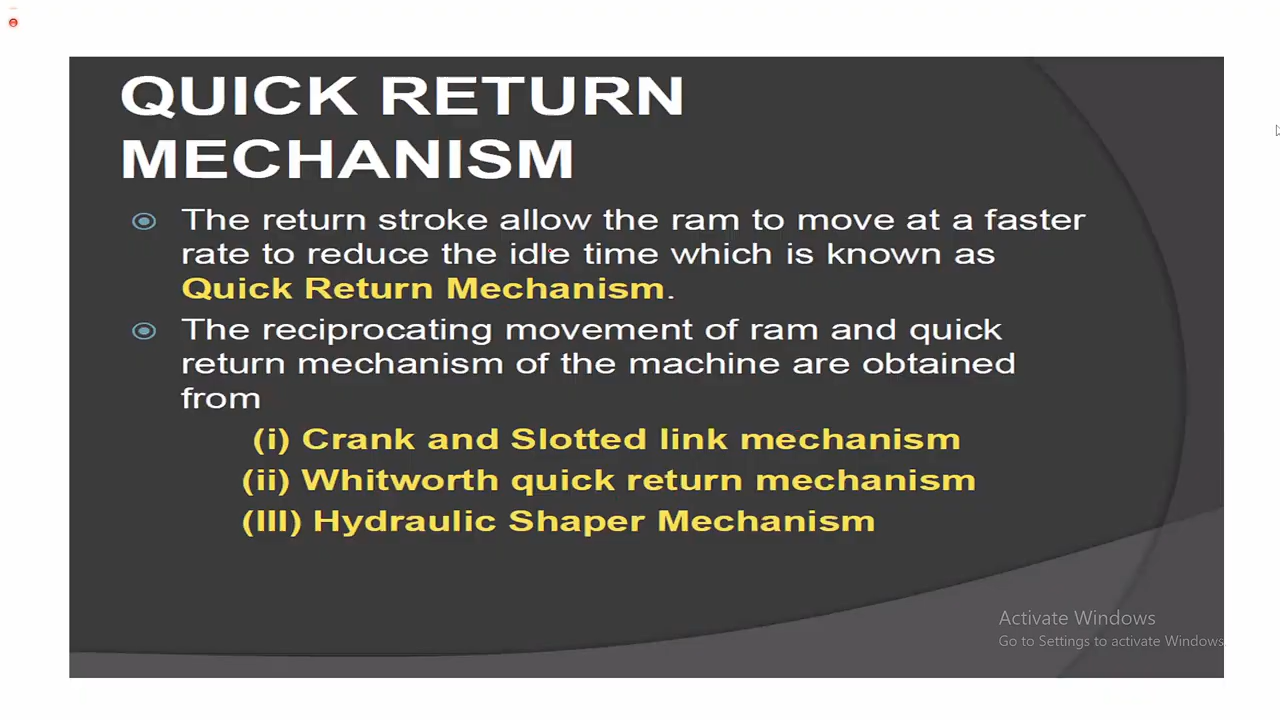 QUICK RETURN
MECHANISM
The return stroke allow the ram to move at a faster
rate to reduce the idle time which is known as
Quick Return Mechanism.
The reciprocating movement of ram and quick
return mechanism of the machine are obtained
from
(i) Crank and Slotted link mechanism
(ii) Whitworth quick return mechanism
(III) Hydraulic Shaper Mechanism
Activate Windows
Go to Settings to activate Windows